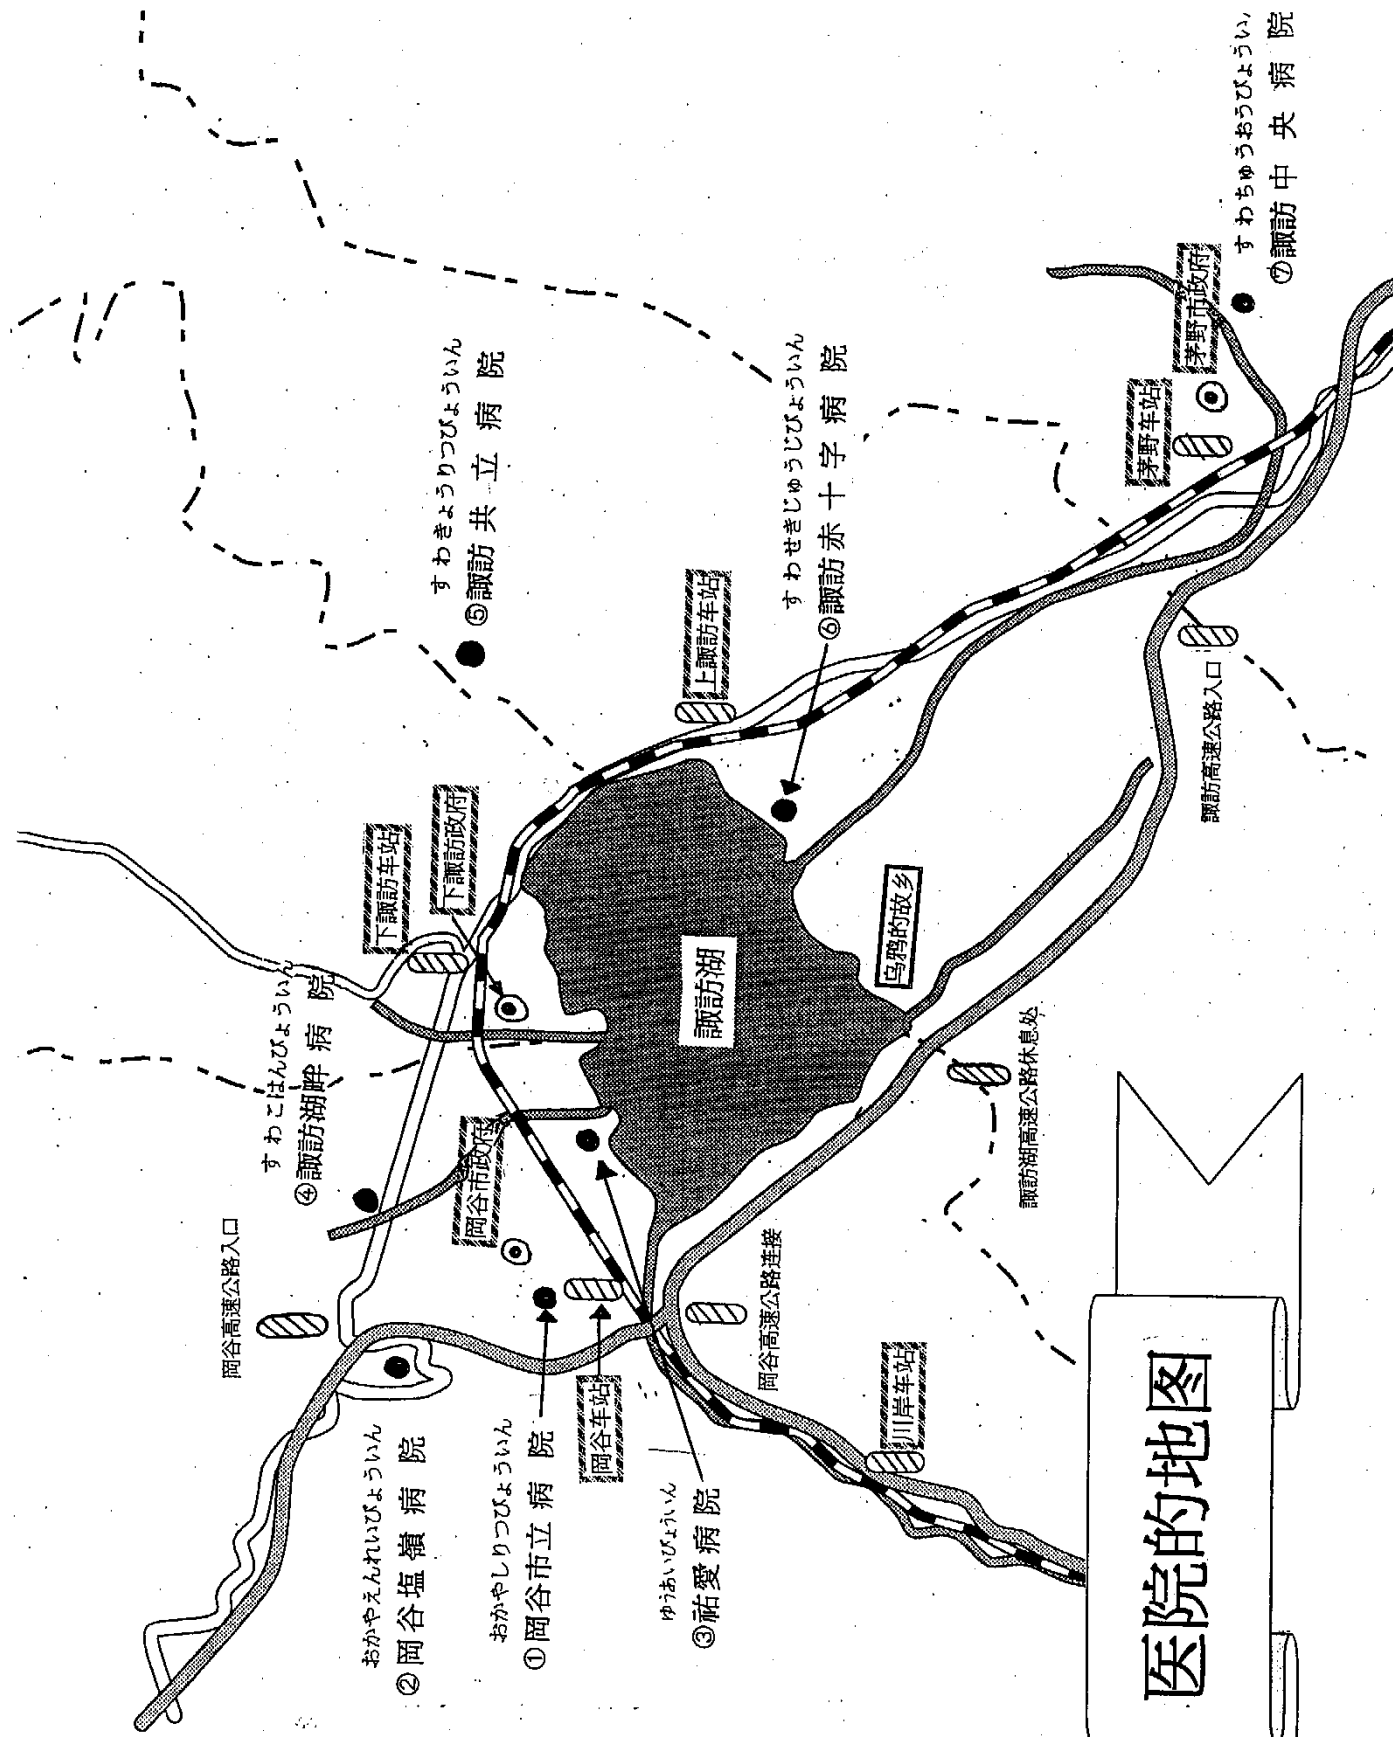 医院的地图
おかやしりつびょういん
①岡谷市立病院
おかやえんれいびょういん
②岡谷塩嶺病院
ゆうあいびょういん
③祐愛病院
すわこはんびょういん
④諏訪湖畔病院
すわきょうりつびょういん
⑤諏訪共立病院
すわせきじゅうじびょういん
⑥諏訪赤十字病院
すわちゅうおうびょうい
⑦諏訪中央病院
岡谷高速公路入口
岡谷市政府
岡谷车站
岡谷高速公路连接
川岸车站
下諏訪车站
下諏訪政府
諏訪湖
乌鸦的故乡
諏訪湖高速公路休息处
上諏訪车站
諏訪高速公路入口
茅野车站
茅野市政府